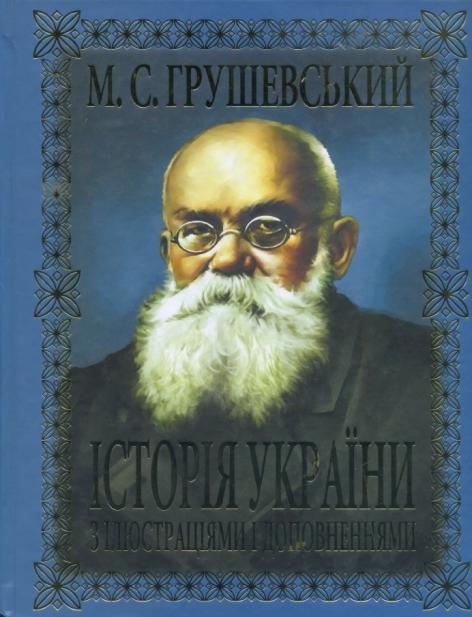 М. С. ГРУШЕВСЬКИЙ
ІСТОРІЯ УКРАЇНИ
З ІЛЮСТРАЦІЯМИ І ДОПОВНЕННЯМИ